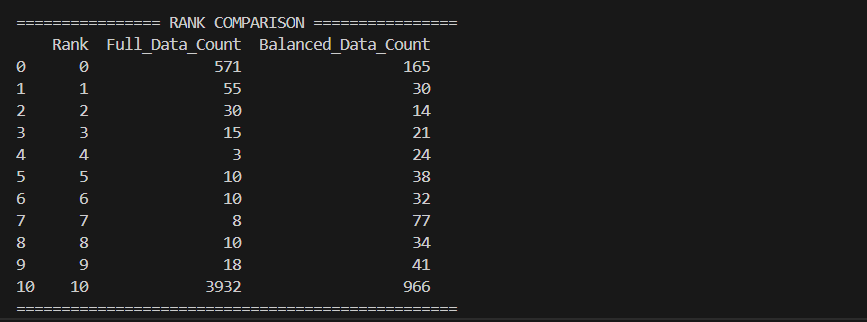 ================ RANK COMPARISON ================
    Rank  Full_Data_Count  Balanced_Data_Count
0      0              571                  165
1      1               55                   30
2      2               30                   14
3      3               15                   21
4      4                3                   24
5      5               10                   38
6      6               10                   32
7      7                8                   77
8      8               10                   34
9      9               18                   41
10    10             3932                  966
=================================================